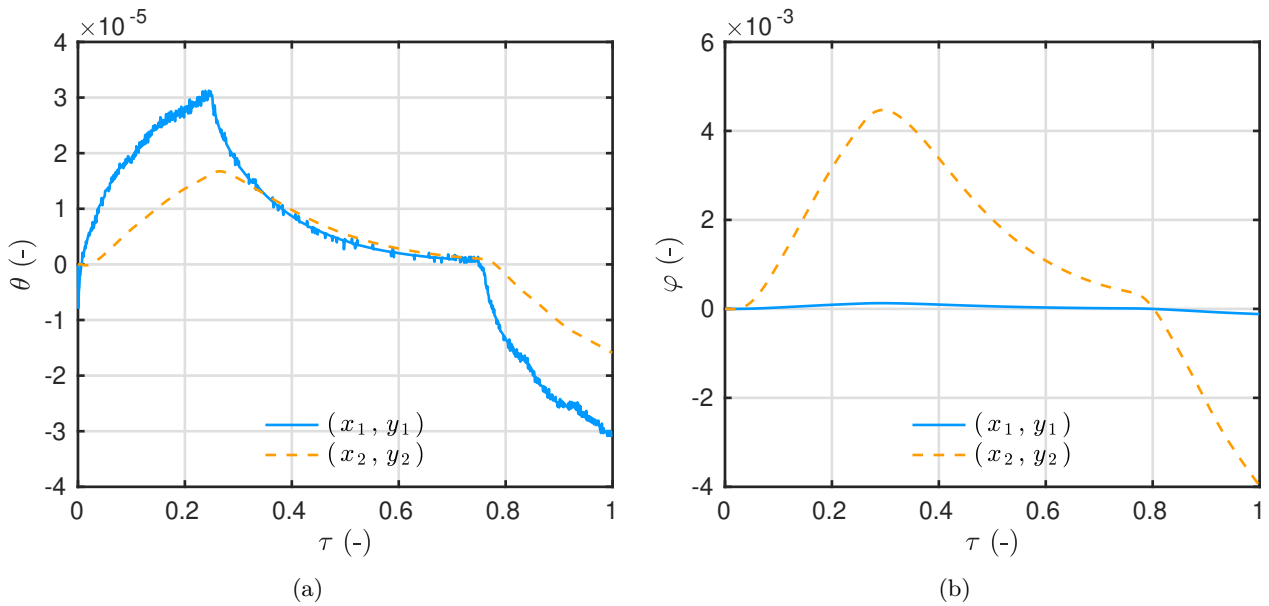 ×10⁻⁵
4
3
2
1
0
-1
-2
-3
-4
θ (-)
( x₁ , y₁ )
( x₂ , y₂ )
0 0.2 0.4 0.6 0.8 1
τ (-)
(a)
×10⁻³
6
4
2
0
-2
-4
φ (-)
( x₁ , y₁ )
( x₂ , y₂ )
0 0.2 0.4 0.6 0.8 1
τ (-)
(b)